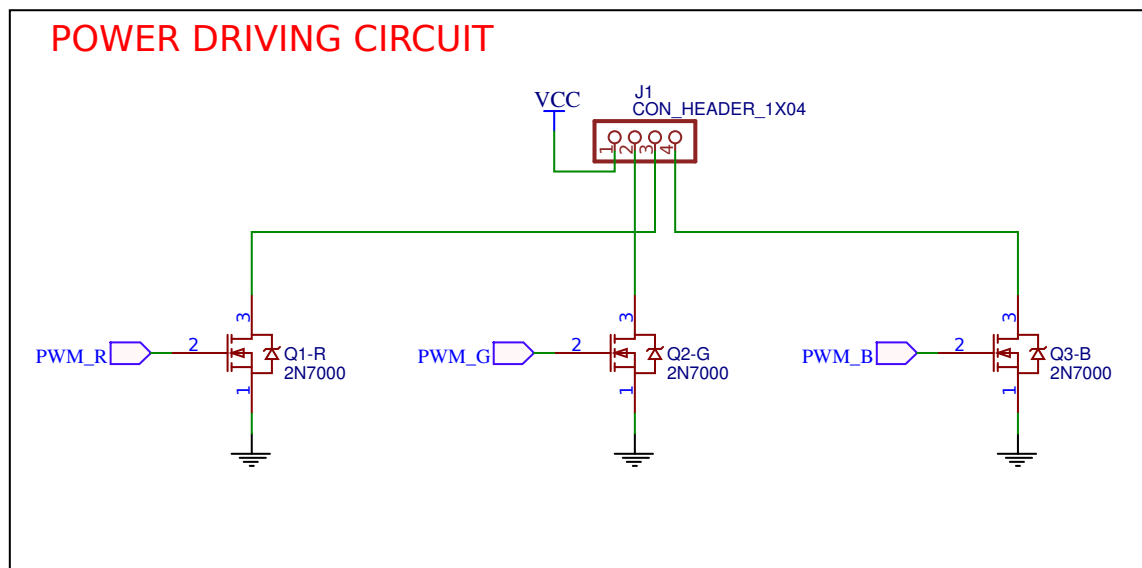 POWER DRIVING CIRCUIT
VCC
J1
CON_HEADER_1X04
1
2
3
4
3
PWM_R
2
Q1-R
2N7000
1
3
PWM_G
2
Q2-G
2N7000
1
3
PWM_B
2
Q3-B
2N7000
1